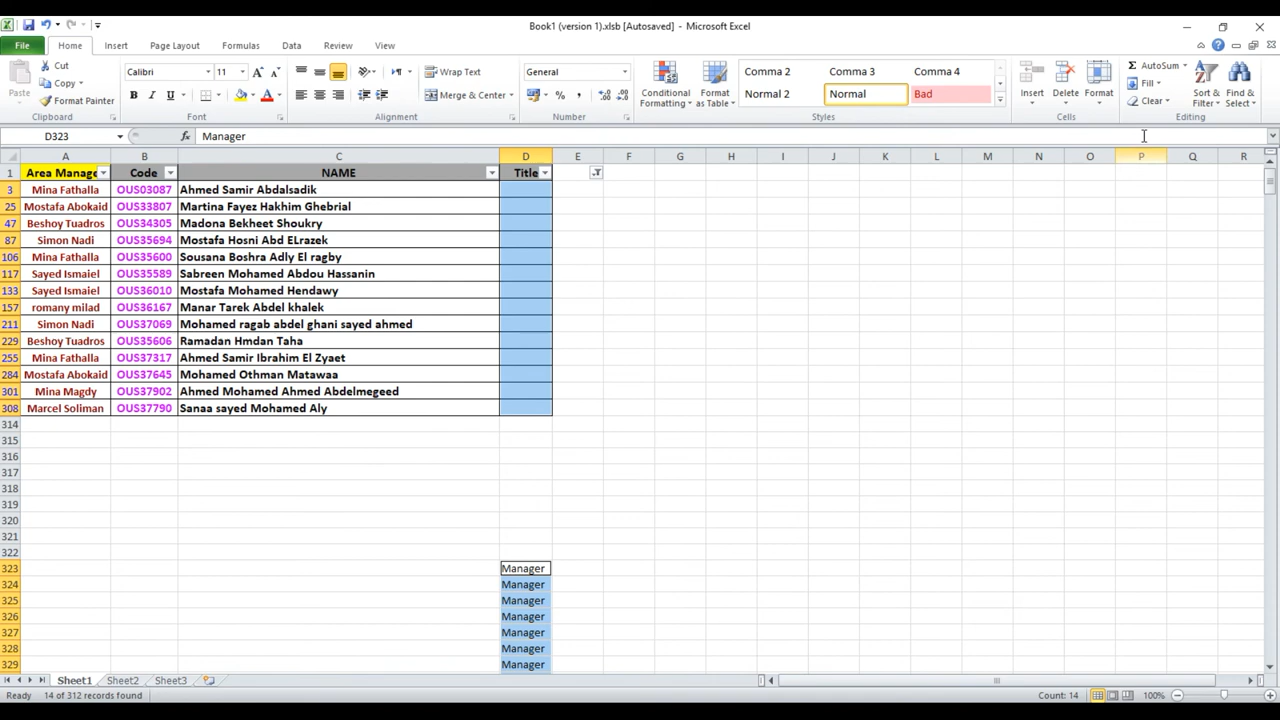 Book1 (version 1).xlsb [Autosaved] - Microsoft Excel
File Home Insert Page Layout Formulas Data Review View
Paste
Cut
Copy
Format Painter
Clipboard
Calibri 11
B I U
Font
Wrap Text
Merge & Center
Alignment
General
Number
Conditional Formatting
Format as Table
Comma 2 Comma 3 Comma 4
Normal 2 Normal Bad
Styles
Insert Delete Format
Cells
AutoSum
Fill
Clear
Sort & Filter
Find & Select
Editing
D323 fx Manager
A B C D E F G H I J K L M N O P Q R
1 Area Manage Code NAME Title
3 Mina Fathalla OUS03087 Ahmed Samir Abdalsadik
25 Mostafa Abokaid OUS33807 Martina Fayez Hakhim Ghebrial
47 Beshoy Tuadros OUS34305 Madona Bekheet Shoukry
87 Simon Nadi OUS35694 Mostafa Hosni Abd ELrazek
106 Mina Fathalla OUS35600 Sousana Boshra Adly El ragby
117 Sayed Ismaiel OUS35589 Sabreen Mohamed Abdou Hassanin
133 Sayed Ismaiel OUS36010 Mostafa Mohamed Hendawy
157 romany milad OUS36167 Manar Tarek Abdel khalek
211 Simon Nadi OUS37069 Mohamed ragab abdel ghani sayed ahmed
229 Beshoy Tuadros OUS35606 Ramadan Hmdan Taha
255 Mina Fathalla OUS37317 Ahmed Samir Ibrahim El Zyaet
284 Mostafa Abokaid OUS37645 Mohamed Othman Matawaa
301 Mina Magdy OUS37902 Ahmed Mohamed Ahmed Abdelmegeed
308 Marcel Soliman OUS37790 Sanaa sayed Mohamed Aly
314
315
316
317
318
319
320
321
322
323 Manager
324 Manager
325 Manager
326 Manager
327 Manager
328 Manager
329 Manager
Sheet1 Sheet2 Sheet3
Ready 14 of 312 records found Count: 14 100%